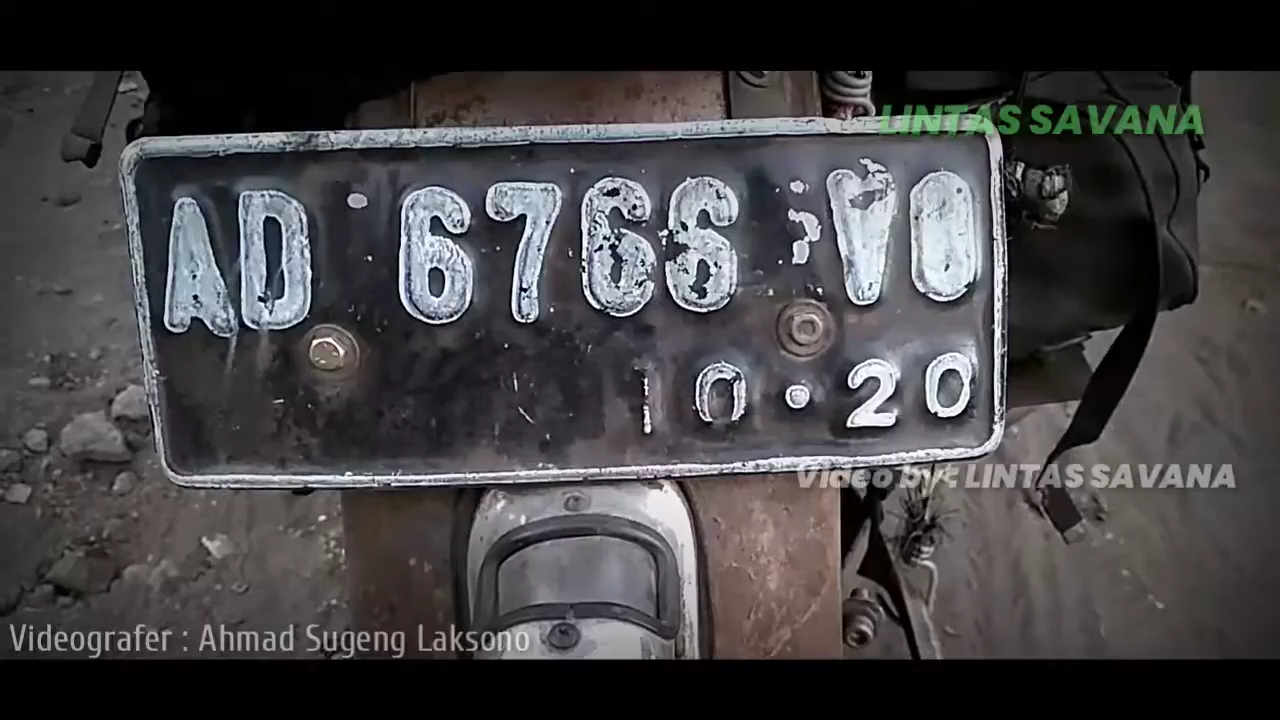 LINTAS SAVANA
AD 6766 VO
10•20
Video by: LINTAS SAVANA
Videografer : Ahmad Sugeng Laksono